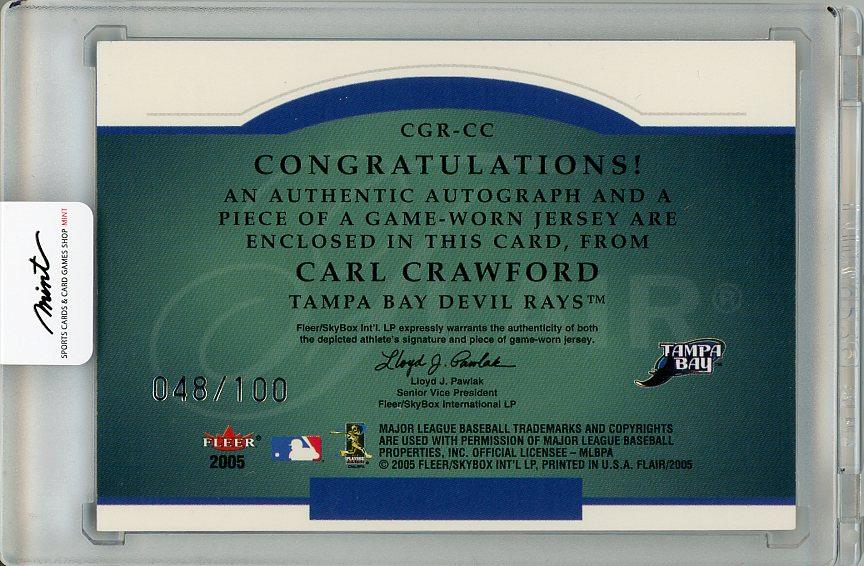 CGR-CC
CONGRATULATIONS!
AN AUTHENTIC AUTOGRAPH AND A
PIECE OF A GAME-WORN JERSEY ARE
ENCLOSED IN THIS CARD, FROM
CARL CRAWFORD
TAMPA BAY DEVIL RAYS™
Fleer/SkyBox Int'l. LP expressly warrants the authenticity of both
the depicted athlete's signature and piece of game-worn jersey.
Lloyd J. Pawlak
Lloyd J. Pawlak
Senior Vice President
Fleer/SkyBox International LP
TAMPA
BAY
048/100
FLEER®
2005
MAJOR LEAGUE BASEBALL TRADEMARKS AND COPYRIGHTS
ARE USED WITH PERMISSION OF MAJOR LEAGUE BASEBALL
PROPERTIES, INC. OFFICIAL LICENSEE – MLBPA
© 2005 FLEER/SKYBOX INT'L LP, PRINTED IN U.S.A. FLAIR/2005
mint
SPORTS CARDS & CARD GAMES SHOP MINT